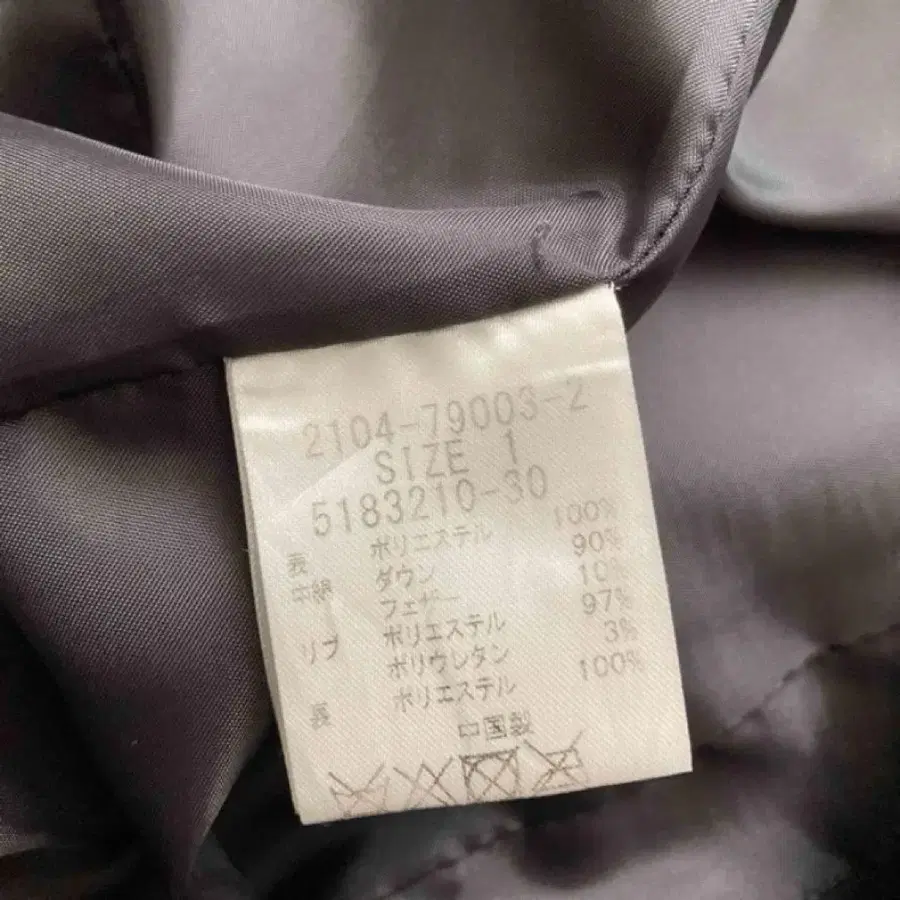 2104-79003-2
SIZE 1
5183210-30
表 ポリエステル 100%
中綿 ダウン 90%
フェザー 10%
リブ ポリエステル 97%
ポリウレタン 3%
裏 ポリエステル 100%
中国製